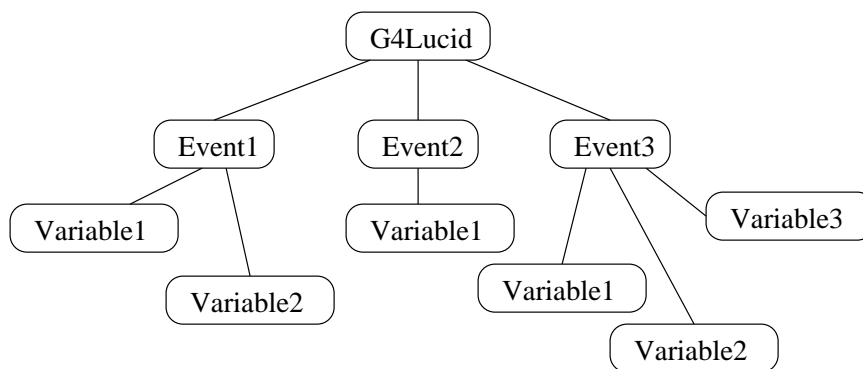 G4Lucid
Event1
Event2
Event3
Variable1
Variable1
Variable3
Variable2
Variable1
Variable2